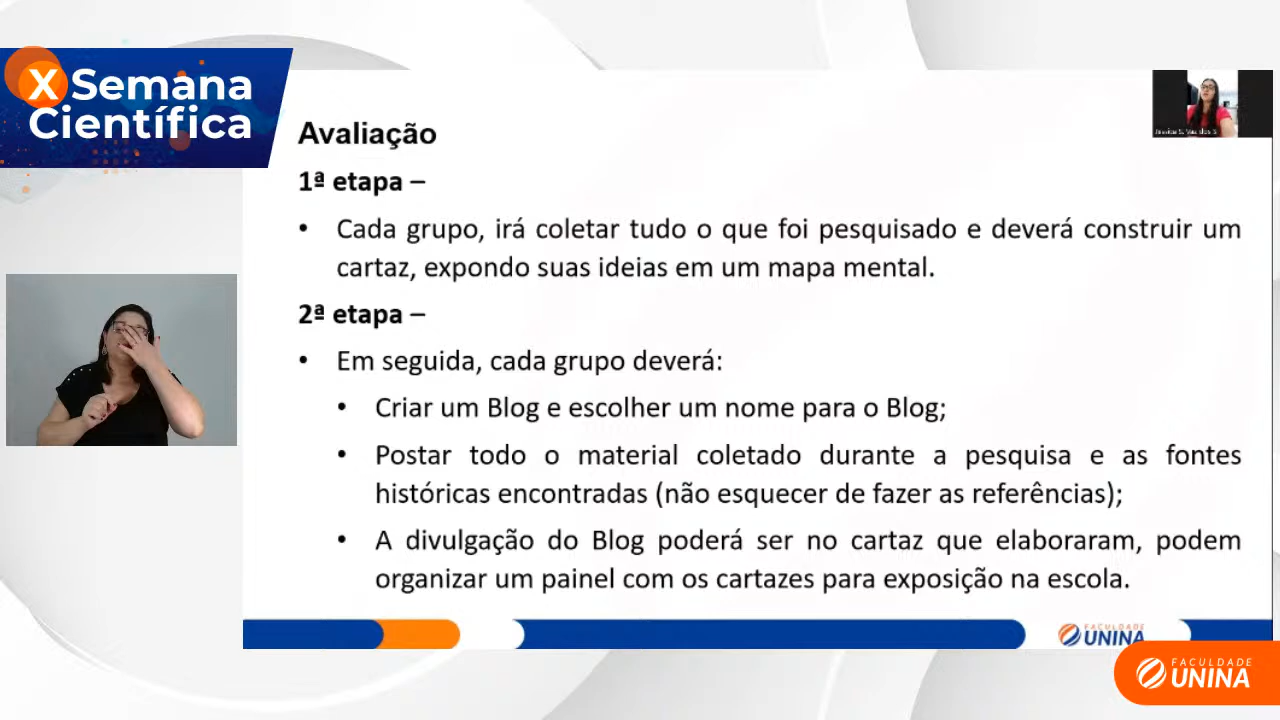 X Semana
Científica
Avaliação
1ª etapa –
• Cada grupo, irá coletar tudo o que foi pesquisado e deverá construir um
cartaz, expondo suas ideias em um mapa mental.
2ª etapa –
• Em seguida, cada grupo deverá:
• Criar um Blog e escolher um nome para o Blog;
• Postar todo o material coletado durante a pesquisa e as fontes
históricas encontradas (não esquecer de fazer as referências);
• A divulgação do Blog poderá ser no cartaz que elaboraram, podem
organizar um painel com os cartazes para exposição na escola.
FACULDADE
UNINA
FACULDADE
UNINA